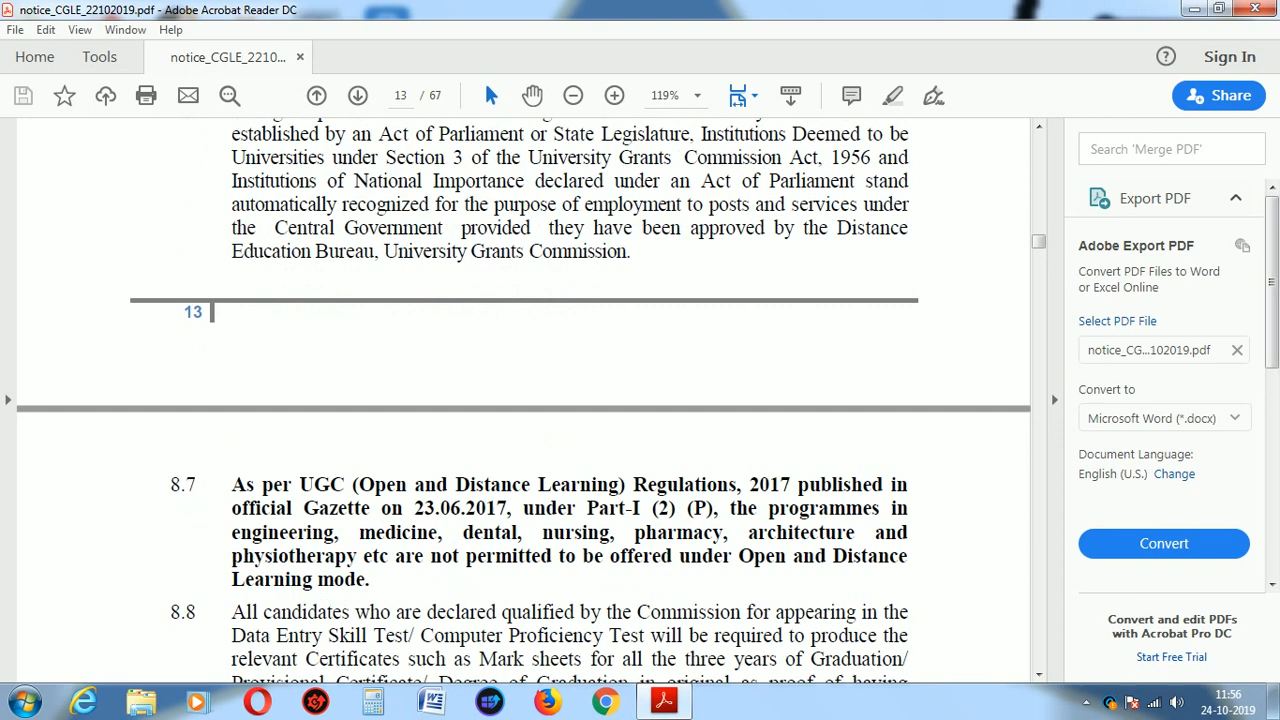 notice_CGLE_22102019.pdf - Adobe Acrobat Reader DC
File Edit View Window Help
Home Tools notice_CGLE_2210... × Sign In
13 / 67 119% Share
established by an Act of Parliament or State Legislature, Institutions Deemed to be
Universities under Section 3 of the University Grants Commission Act, 1956 and
Institutions of National Importance declared under an Act of Parliament stand
automatically recognized for the purpose of employment to posts and services under
the Central Government provided they have been approved by the Distance
Education Bureau, University Grants Commission.
13
8.7 As per UGC (Open and Distance Learning) Regulations, 2017 published in
official Gazette on 23.06.2017, under Part-I (2) (P), the programmes in
engineering, medicine, dental, nursing, pharmacy, architecture and
physiotherapy etc are not permitted to be offered under Open and Distance
Learning mode.
8.8 All candidates who are declared qualified by the Commission for appearing in the
Data Entry Skill Test/ Computer Proficiency Test will be required to produce the
relevant Certificates such as Mark sheets for all the three years of Graduation/
Provisional Certificate/ Degree of Graduation in original as proof of having
Search 'Merge PDF'
Export PDF
Adobe Export PDF
Convert PDF Files to Word
or Excel Online
Select PDF File
notice_CG...102019.pdf
Convert to
Microsoft Word (*.docx)
Document Language:
English (U.S.) Change
Convert
Convert and edit PDFs
with Acrobat Pro DC
Start Free Trial
11:56
24-10-2019